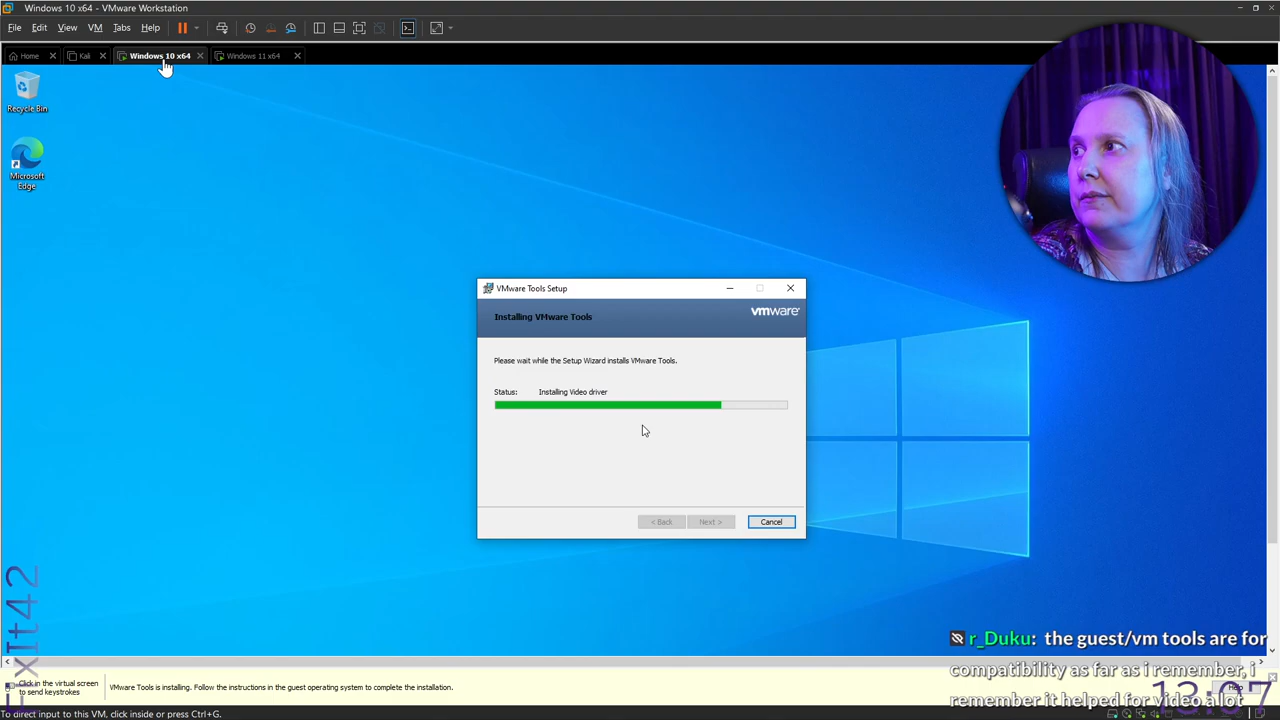 Windows 10 x64 - VMware Workstation
File Edit View VM Tabs Help
Home Kali Windows 10 x64 Windows 11 x64
Recycle Bin
Microsoft
Edge
VMware Tools Setup
Installing VMware Tools
vmware
Please wait while the Setup Wizard installs VMware Tools.
Status: Installing Video driver
< Back Next > Cancel
ExIt42
r_Duku: the guest/vm tools are for
compatibility as far as i remember, i
remember it helped for video a lot
13:07
Click in the virtual screen
to send keystrokes
VMware Tools is installing. Follow the instructions in the guest operating system to complete the installation.
Help
To direct input to this VM, click inside or press Ctrl+G.